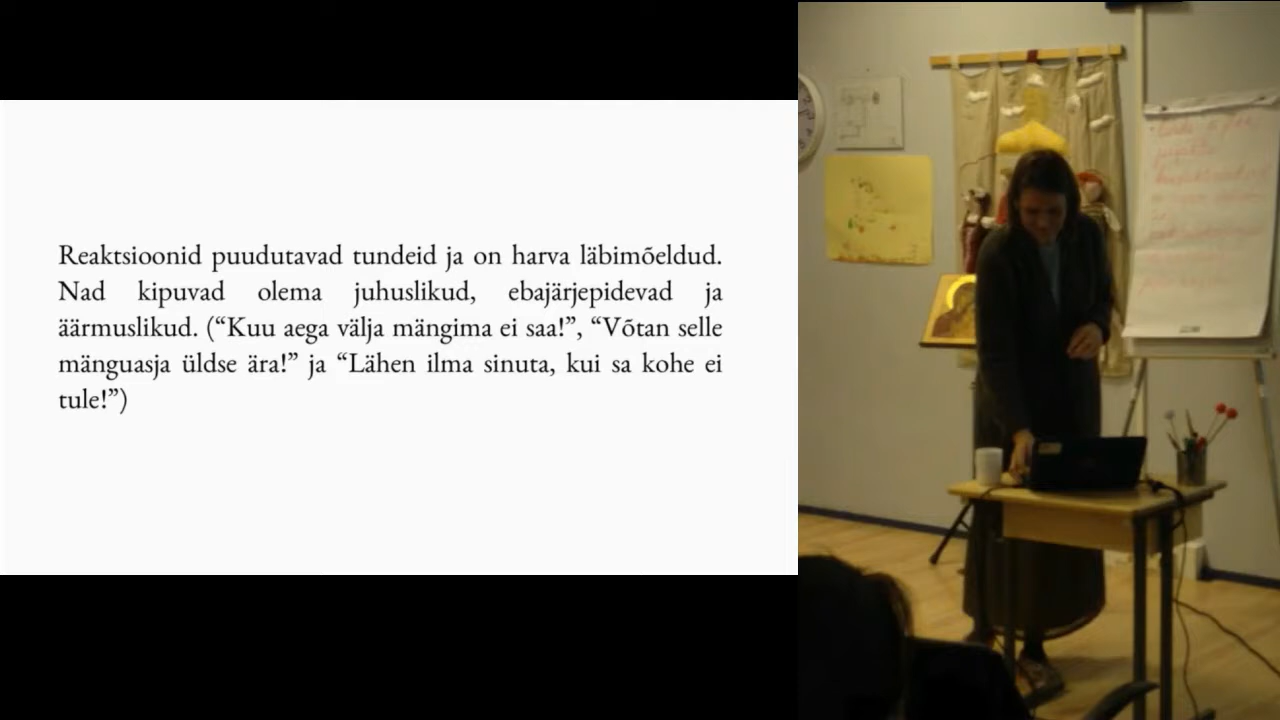 Reaktsioonid puudutavad tundeid ja on harva läbimõeldud.
Nad kipuvad olema juhuslikud, ebajärjepidevad ja
äärmuslikud. (“Kuu aega välja mängima ei saa!”, “Võtan selle
mänguasja üldse ära!” ja “Lähen ilma sinuta, kui sa kohe ei
tule!”)